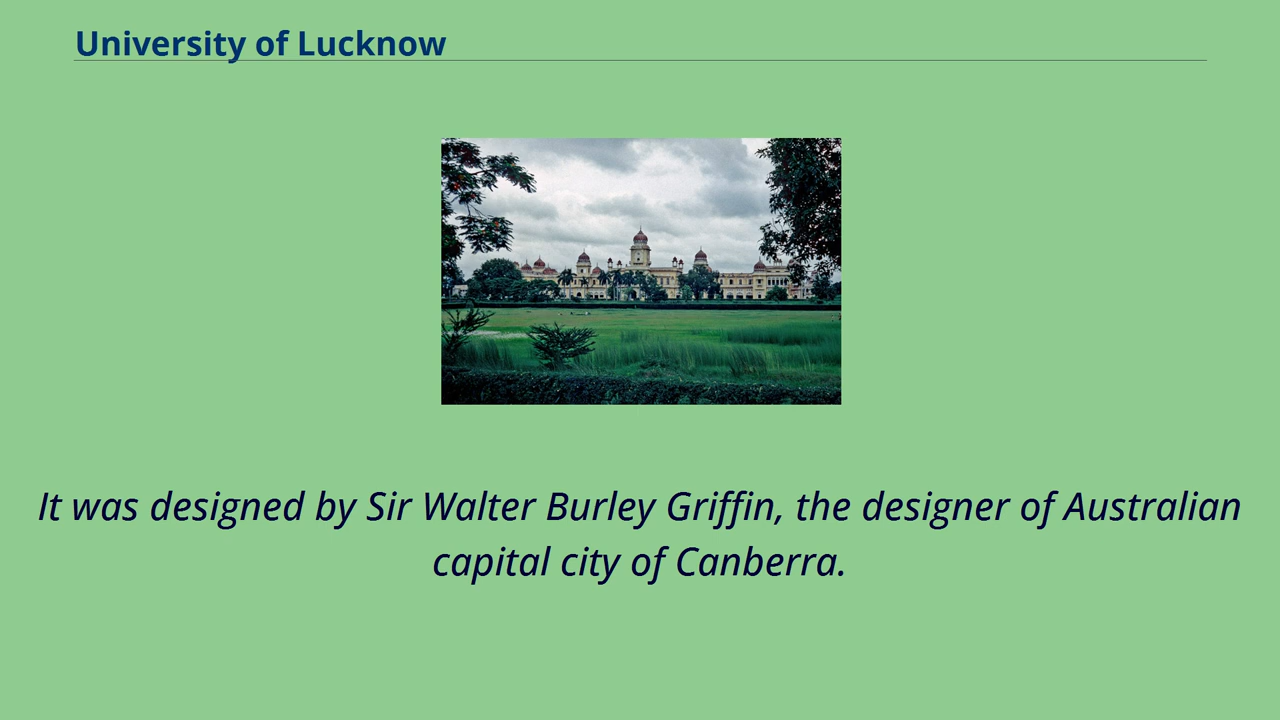 University of Lucknow
It was designed by Sir Walter Burley Griffin, the designer of Australian
capital city of Canberra.